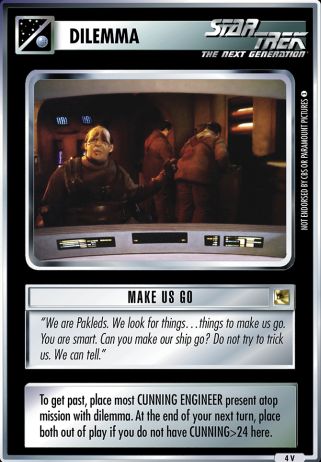 DILEMMA
STAR TREK
THE NEXT GENERATION
NOT ENDORSED BY CBS OR PARAMOUNT PICTURES
MAKE US GO
"We are Pakleds. We look for things…things to make us go.
You are smart. Can you make our ship go? Do not try to trick
us. We can tell."
To get past, place most CUNNING ENGINEER present atop
mission with dilemma. At the end of your next turn, place
both out of play if you do not have CUNNING>24 here.
4 V